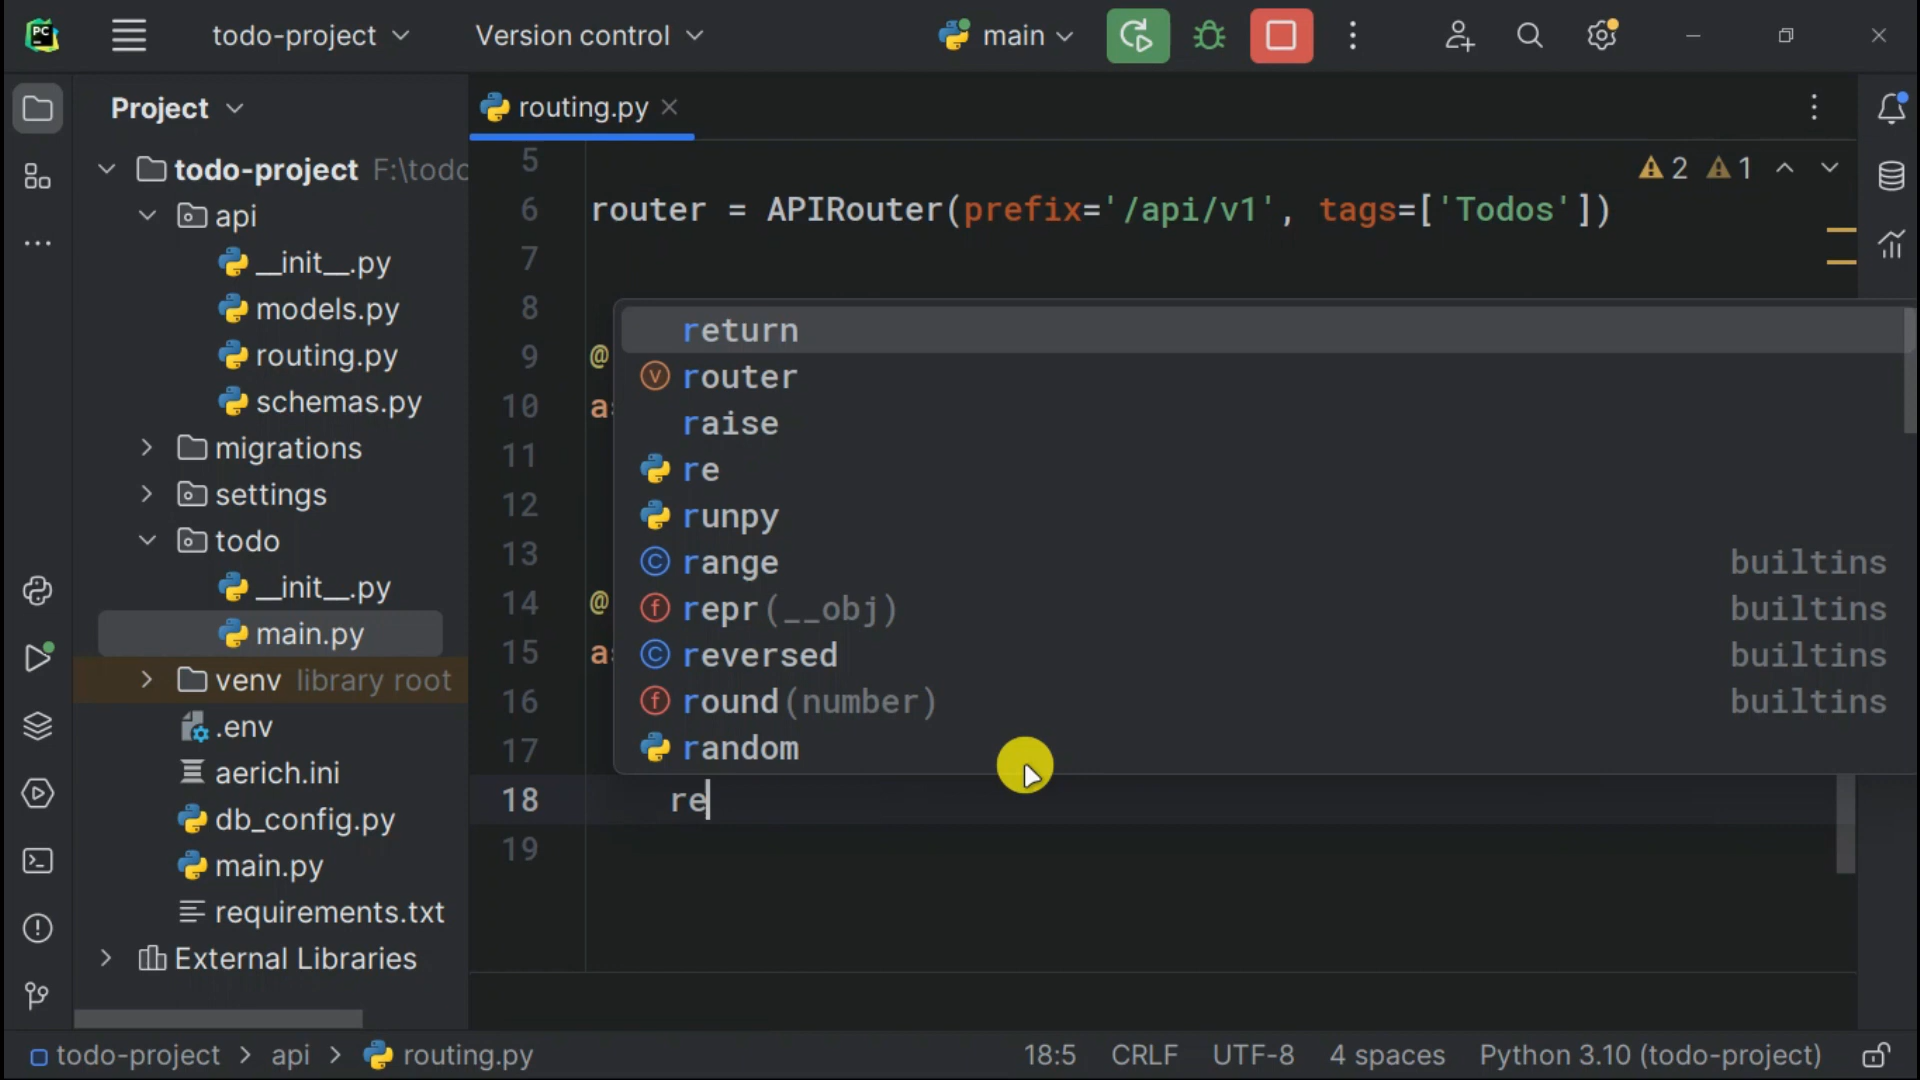 PC
todo-project
Version control
main
Project
routing.py
todo-project F:\todo
api
__init__.py
models.py
routing.py
schemas.py
migrations
settings
todo
__init__.py
main.py
venv library root
.env
aerich.ini
db_config.py
main.py
requirements.txt
External Libraries
2 1
5
6 router = APIRouter(prefix='/api/v1', tags=['Todos'])
7
8
9 @
10 as
11
12
13
14 @
15 as
16
17
18 re
19
return
router
raise
re
runpy
range builtins
repr(__obj) builtins
reversed builtins
round(number) builtins
random
todo-project > api > routing.py
18:5 CRLF UTF-8 4 spaces Python 3.10 (todo-project)